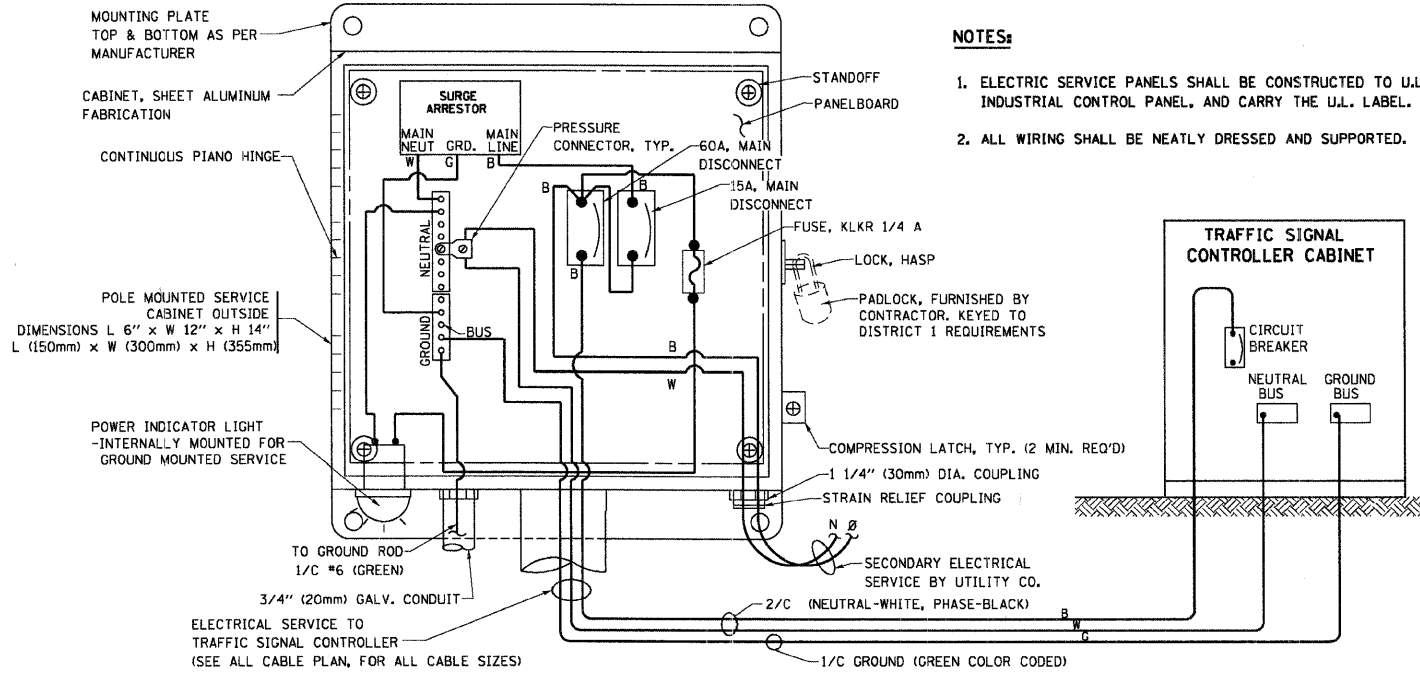 MOUNTING PLATE
TOP & BOTTOM AS PER
MANUFACTURER
CABINET, SHEET ALUMINUM
FABRICATION
CONTINUOUS PIANO HINGE
POLE MOUNTED SERVICE
CABINET OUTSIDE
DIMENSIONS L 6" x W 12" x H 14"
L (150mm) x W (300mm) x H (355mm)
POWER INDICATOR LIGHT
-INTERNALLY MOUNTED FOR
GROUND MOUNTED SERVICE
SURGE
ARRESTOR
MAIN
NEUT
GRD.
MAIN
LINE
W
G
B
PRESSURE
CONNECTOR, TYP.
NEUTRAL
GROUND
BUS
STANDOFF
PANELBOARD
60A, MAIN
DISCONNECT
15A, MAIN
DISCONNECT
B
B
B
FUSE, KLKR 1/4 A
LOCK, HASP
PADLOCK, FURNISHED BY
CONTRACTOR. KEYED TO
DISTRICT 1 REQUIREMENTS
B
W
COMPRESSION LATCH, TYP. (2 MIN. REQ'D)
1 1/4" (30mm) DIA. COUPLING
STRAIN RELIEF COUPLING
N ø
SECONDARY ELECTRICAL
SERVICE BY UTILITY CO.
TO GROUND ROD
1/C #6 (GREEN)
3/4" (20mm) GALV. CONDUIT
ELECTRICAL SERVICE TO
TRAFFIC SIGNAL CONTROLLER
(SEE ALL CABLE PLAN, FOR ALL CABLE SIZES)
2/C (NEUTRAL-WHITE, PHASE-BLACK)
B
W
G
1/C GROUND (GREEN COLOR CODED)
NOTES:
1. ELECTRIC SERVICE PANELS SHALL BE CONSTRUCTED TO U.L
INDUSTRIAL CONTROL PANEL, AND CARRY THE U.L. LABEL.
2. ALL WIRING SHALL BE NEATLY DRESSED AND SUPPORTED.
TRAFFIC SIGNAL
CONTROLLER CABINET
CIRCUIT
BREAKER
NEUTRAL
BUS
GROUND
BUS